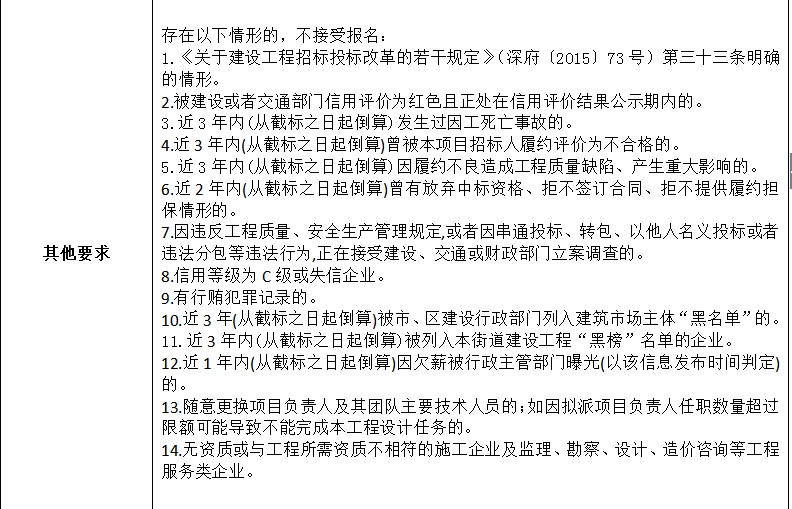 其他要求
存在以下情形的，不接受报名：
1.《关于建设工程招标投标改革的若干规定》（深府〔2015〕73号）第三十三条明确
的情形。
2.被建设或者交通部门信用评价为红色且正处在信用评价结果公示期内的。
3. 近3年内(从截标之日起倒算)发生过因工死亡事故的。
4.近3年内(从截标之日起倒算)曾被本项目招标人履约评价为不合格的。
5. 近3年内(从截标之日起倒算)因履约不良造成工程质量缺陷、产生重大影响的。
6.近2年内(从截标之日起倒算)曾有放弃中标资格、拒不签订合同、拒不提供履约担
保情形的。
7.因违反工程质量、安全生产管理规定,或者因串通投标、转包、以他人名义投标或者
违法分包等违法行为,正在接受建设、交通或财政部门立案调查的。
8.信用等级为C级或失信企业。
9.有行贿犯罪记录的。
10.近3年(从截标之日起倒算)被市、区建设行政部门列入建筑市场主体“黑名单”的。
11. 近3年内(从截标之日起倒算)被列入本街道建设工程“黑榜”名单的企业。
12.近1年内(从截标之日起倒算)因欠薪被行政主管部门曝光(以该信息发布时间判定)
的。
13.随意更换项目负责人及其团队主要技术人员的;如因拟派项目负责人任职数量超过
限额可能导致不能完成本工程设计任务的。
14.无资质或与工程所需资质不相符的施工企业及监理、勘察、设计、造价咨询等工程
服务类企业。